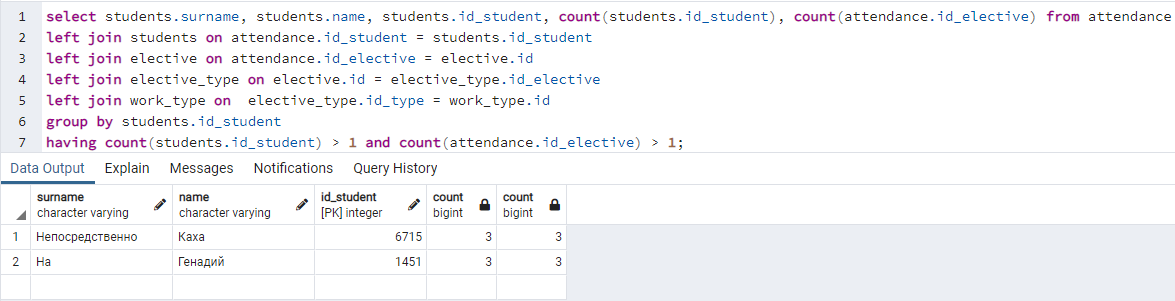 1 select students.surname, students.name, students.id_student, count(students.id_student), count(attendance.id_elective) from attendance
2 left join students on attendance.id_student = students.id_student
3 left join elective on attendance.id_elective = elective.id
4 left join elective_type on elective.id = elective_type.id_elective
5 left join work_type on  elective_type.id_type = work_type.id
6 group by students.id_student
7 having count(students.id_student) > 1 and count(attendance.id_elective) > 1;
Data Output Explain Messages Notifications Query History
surname name id_student count count
character varying character varying [PK] integer bigint bigint
1 Непосредственно Каха 6715 3 3
2 На Генадий 1451 3 3